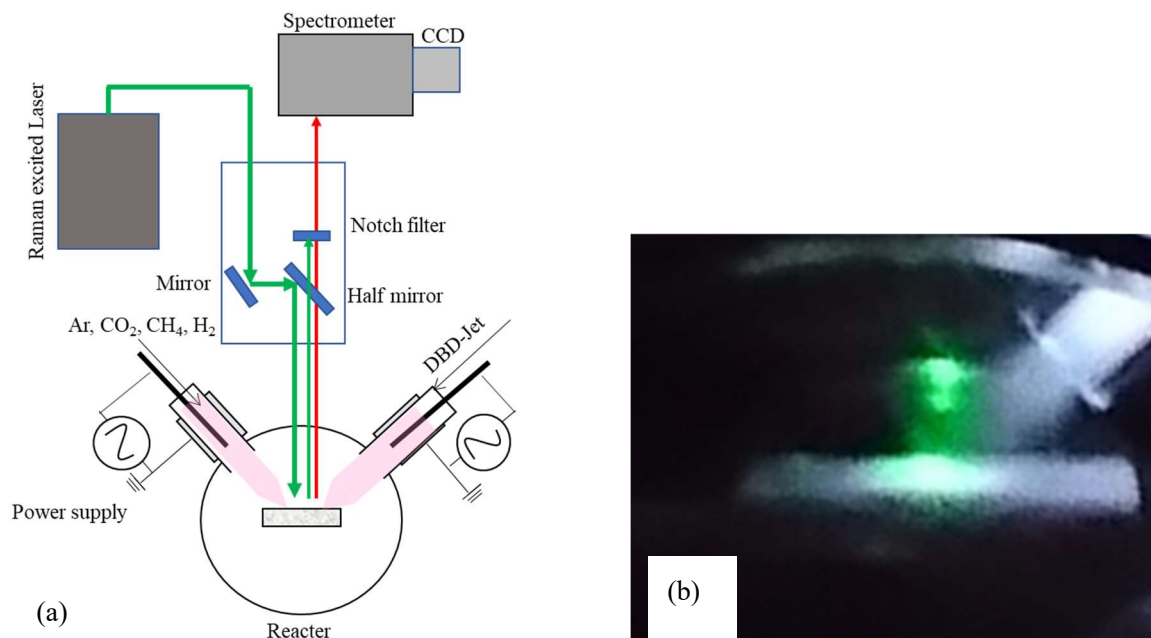 Spectrometer
CCD
Raman excited Laser
Notch filter
Mirror
Half mirror
Ar, CO₂, CH₄, H₂
DBD-Jet
Power supply
(a)
Reacter
(b)